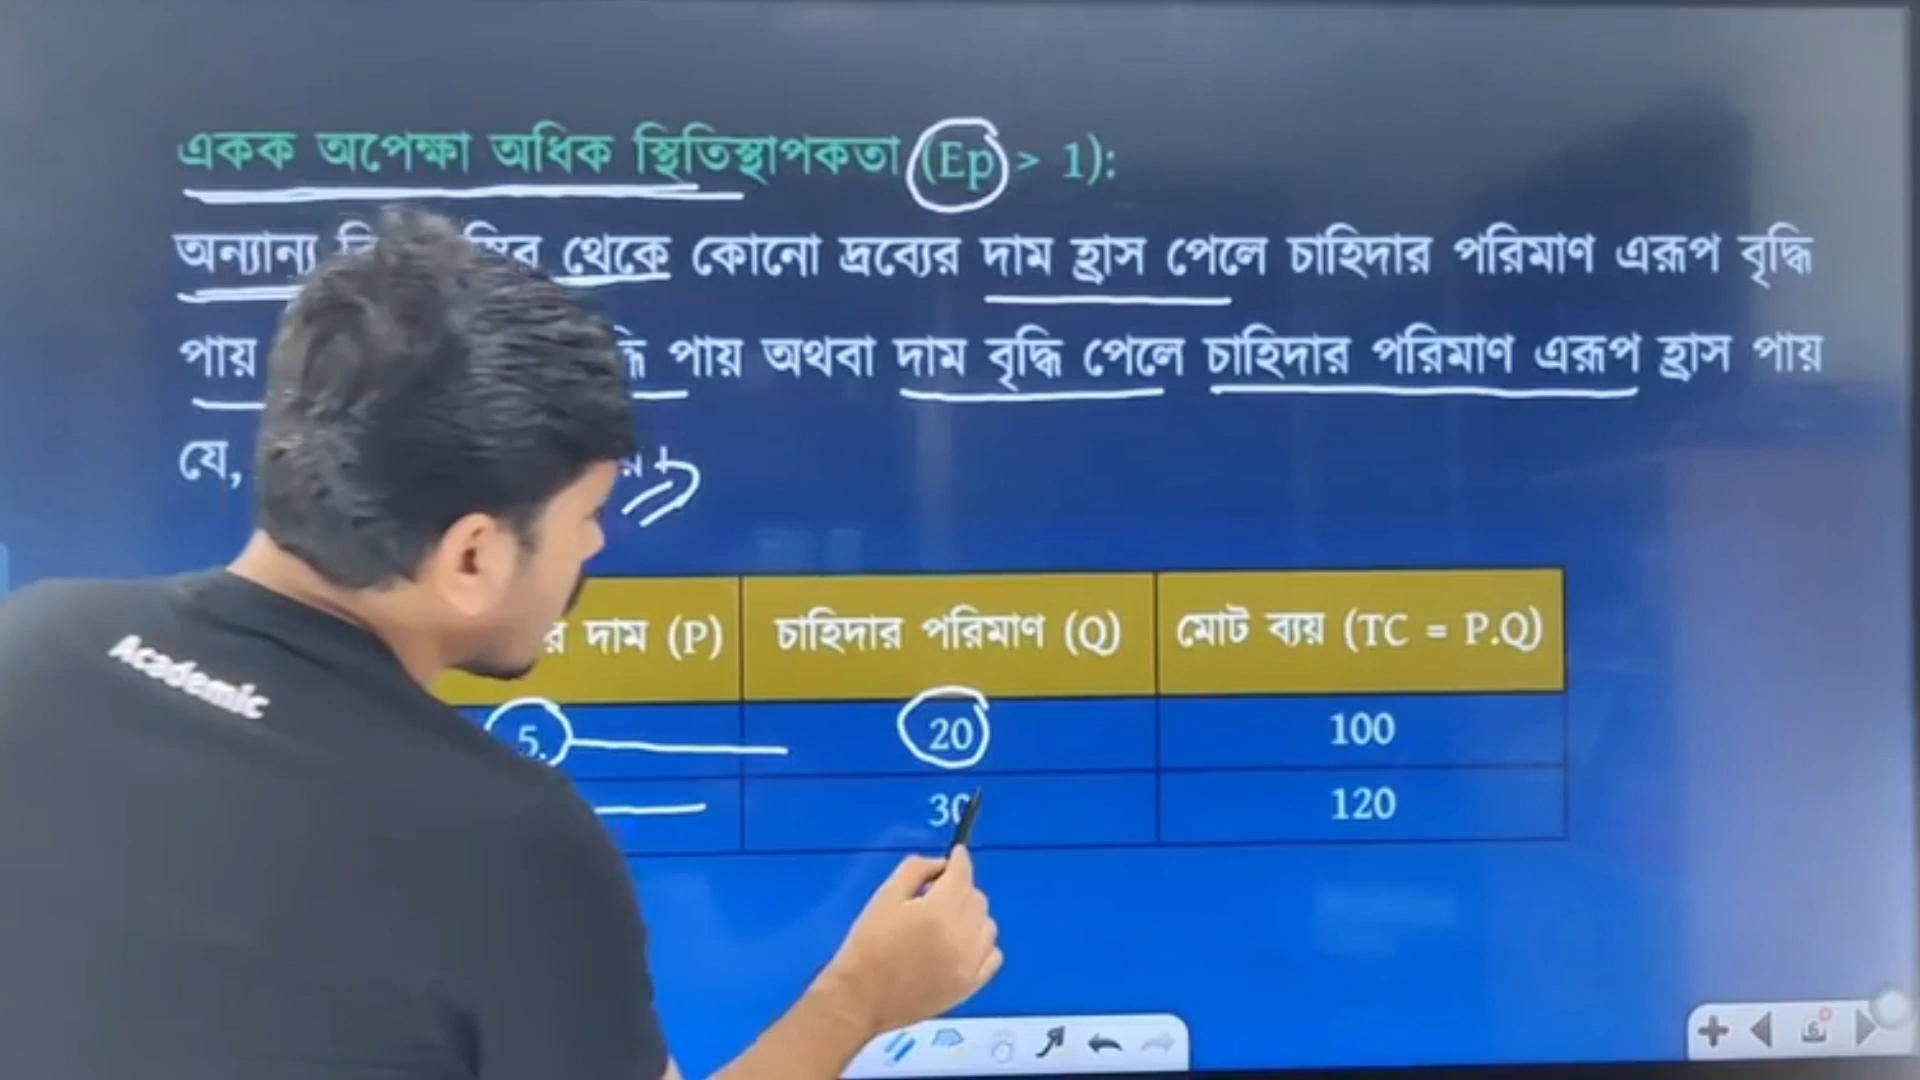 একক অপেক্ষা অধিক স্থিতিস্থাপকতা (Ep > 1):
অন্যান্য থেকে কোনো দ্রব্যের দাম হ্রাস পেলে চাহিদার পরিমাণ এরূপ বৃদ্ধি
পায় পায় অথবা দাম বৃদ্ধি পেলে চাহিদার পরিমাণ এরূপ হ্রাস পায়
যে,
দাম (P) চাহিদার পরিমাণ (Q) মোট ব্যয় (TC = P.Q)
5. 20 100
30 120
Academic